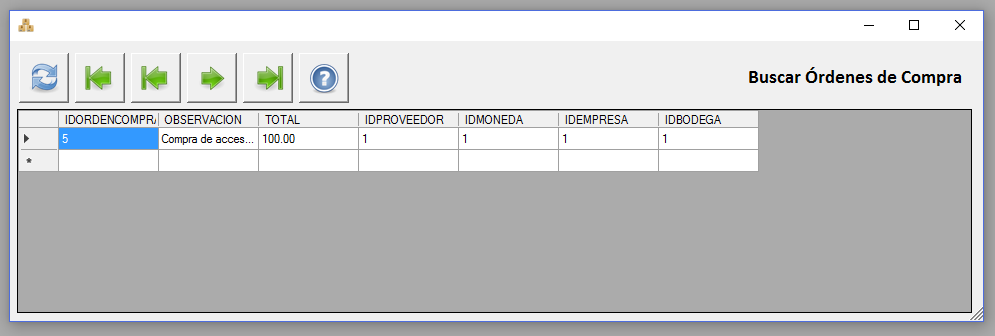 Buscar Órdenes de Compra
IDORDENCOMPRA OBSERVACION TOTAL IDPROVEEDOR IDMONEDA IDEMPRESA IDBODEGA
5 Compra de acces... 100.00 1 1 1 1